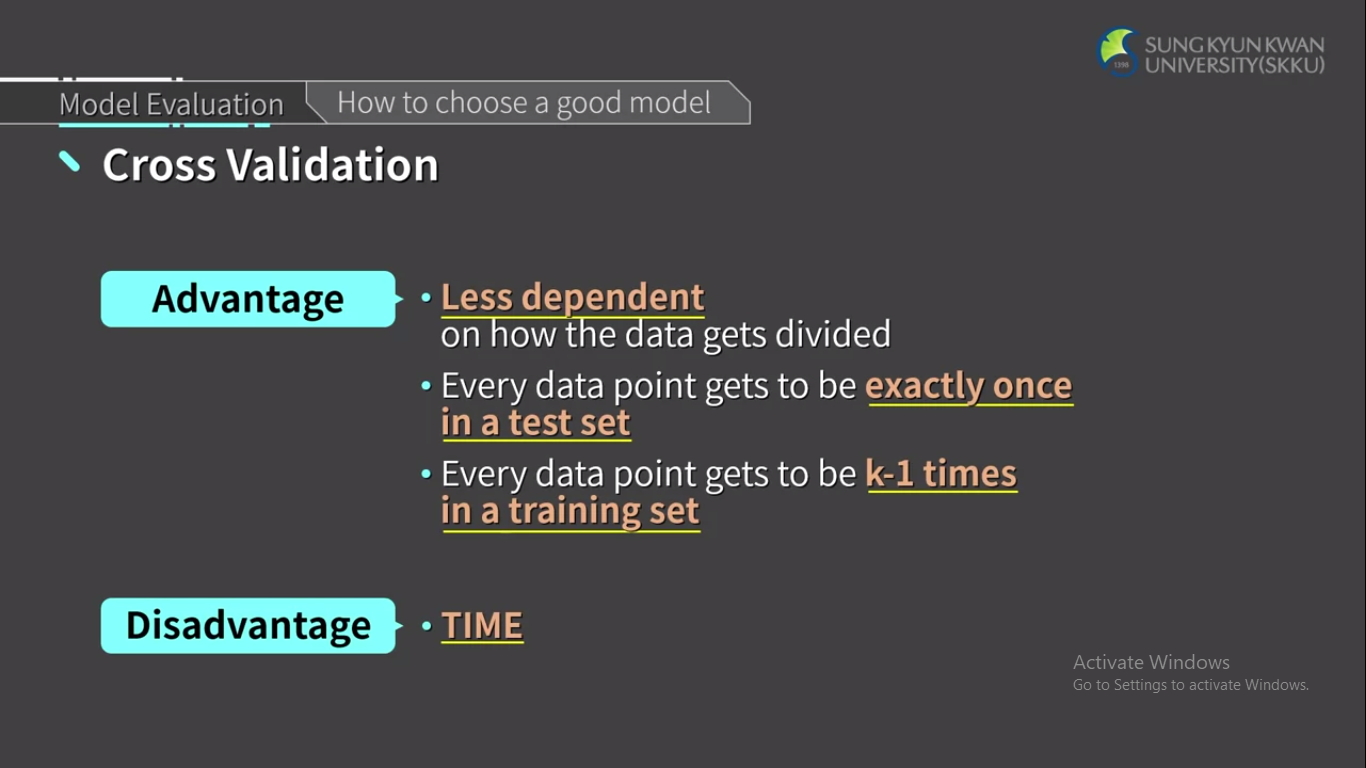 SUNG KYUN KWAN
UNIVERSITY(SKKU)
1398
Model Evaluation
How to choose a good model
Cross Validation
Advantage
• Less dependent
on how the data gets divided
• Every data point gets to be exactly once
in a test set
• Every data point gets to be k-1 times
in a training set
Disadvantage
• TIME
Activate Windows
Go to Settings to activate Windows.